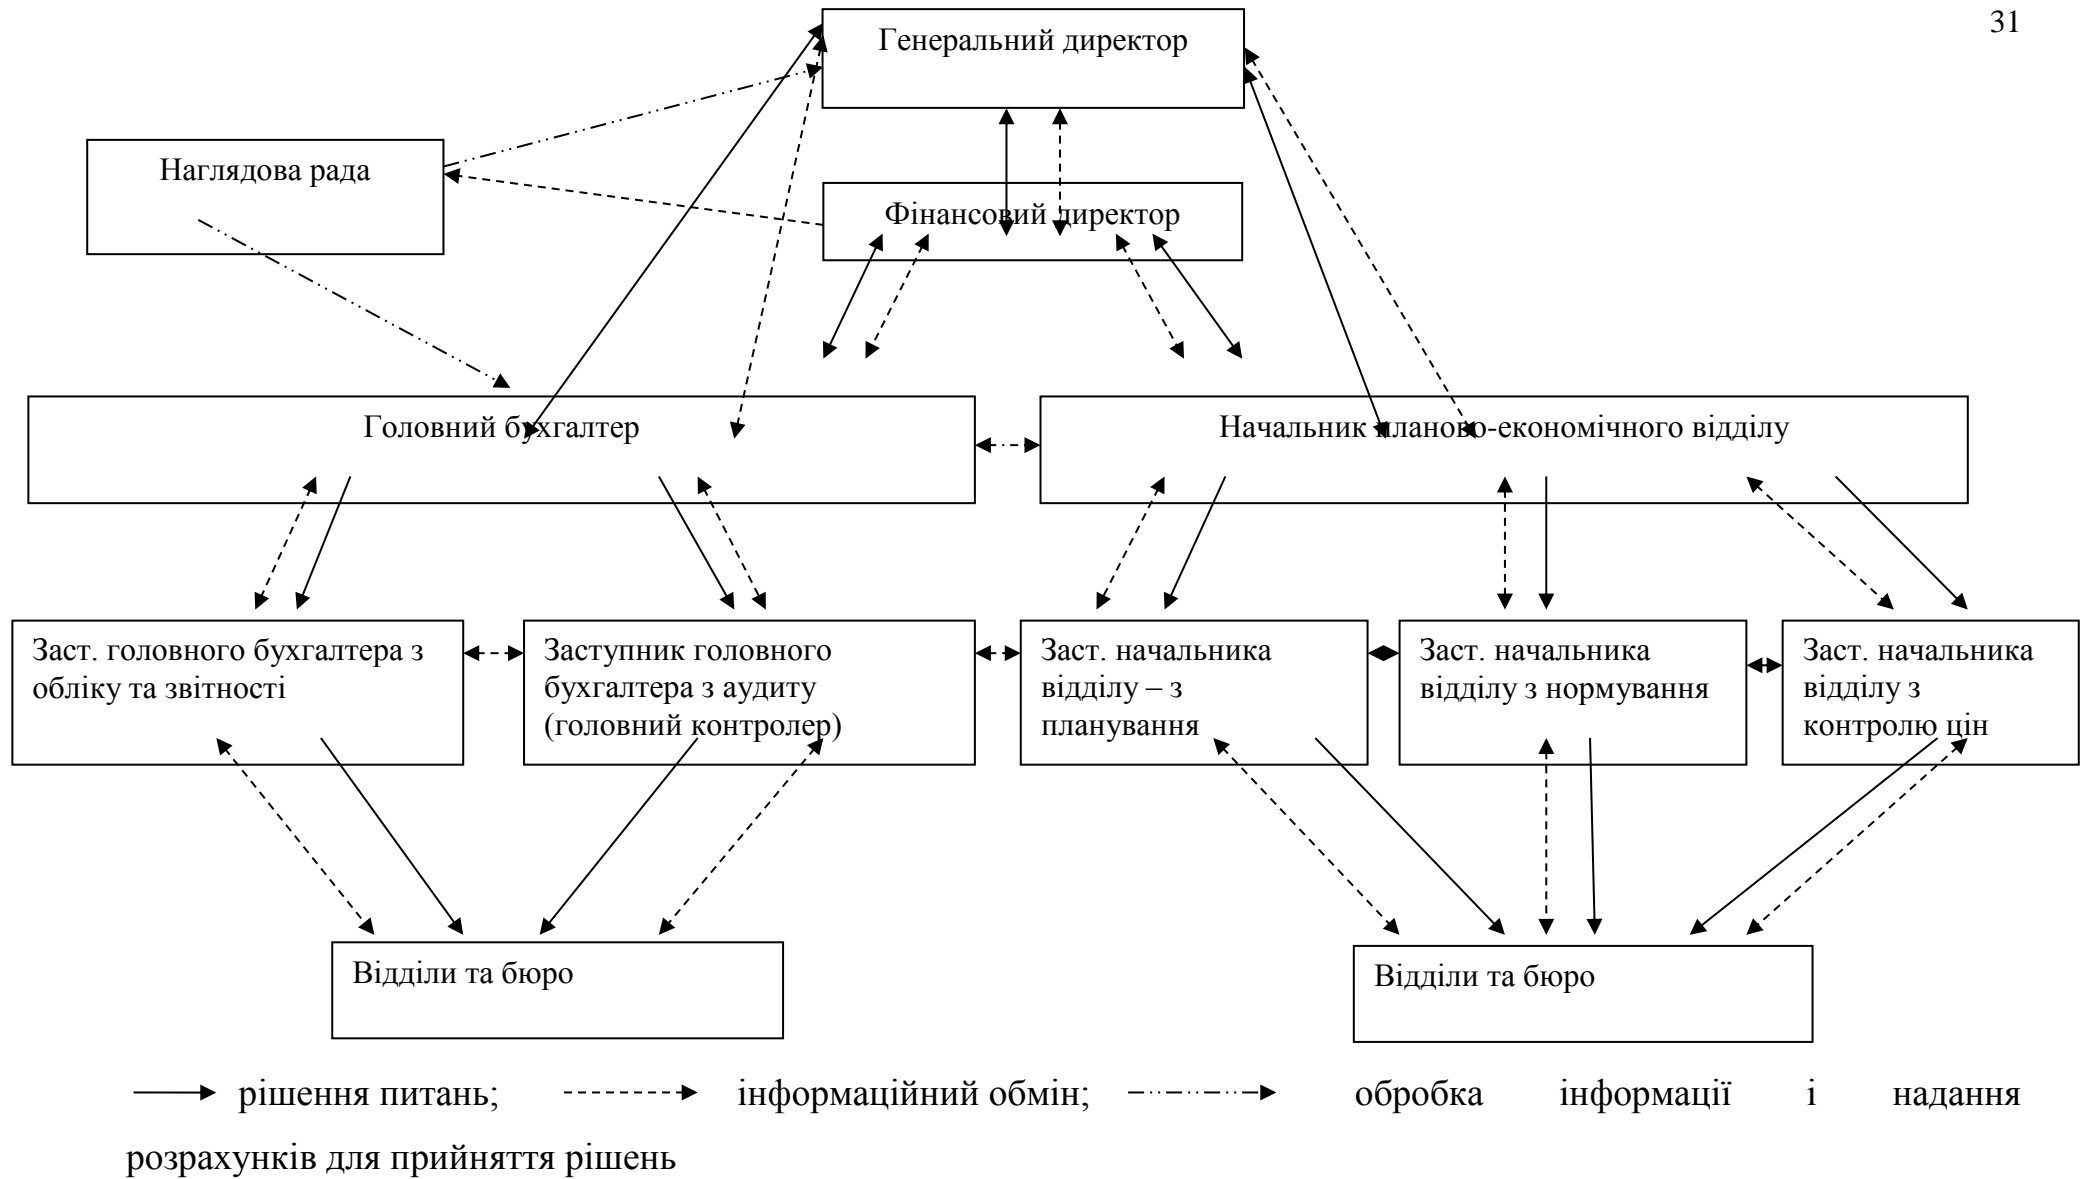 31
Генеральний директор
Наглядова рада
Фінансовий директор
Головний бухгалтер
Начальник планово-економічного відділу
Заст. головного бухгалтера з
обліку та звітності
Заступник головного
бухгалтера з аудиту
(головний контролер)
Заст. начальника
відділу – з
планування
Заст. начальника
відділу з нормування
Заст. начальника
відділу з
контролю цін
Відділи та бюро
Відділи та бюро
рішення питань; інформаційний обмін; обробка інформації і надання
розрахунків для прийняття рішень